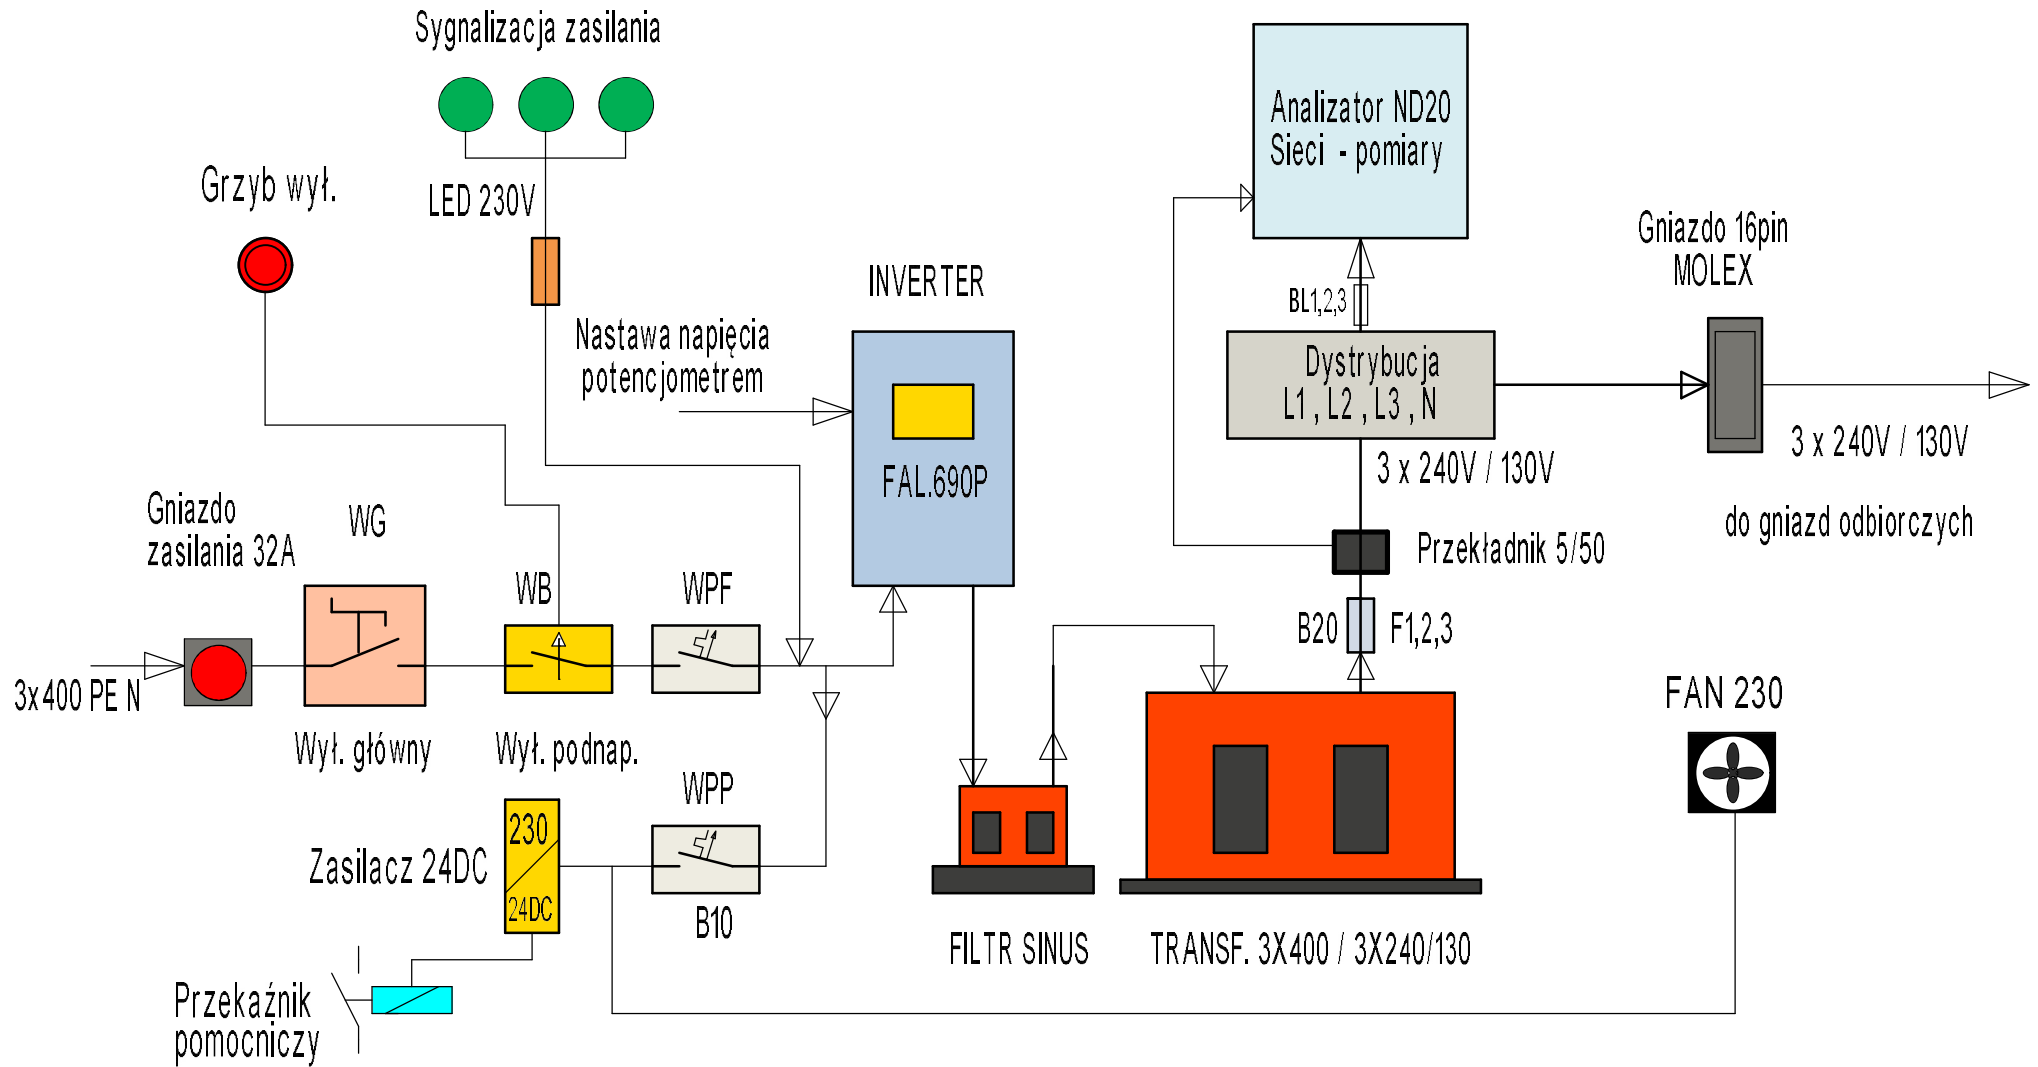 Sygnalizacja zasilania
LED 230V
Grzyb wył.
Nastawa napięcia
potencjometrem
INVERTER
FAL.690P
Analizator ND20
Sieci - pomiary
BL1,2,3
Dystrybucja
L1 , L2 , L3 , N
3 x 240V / 130V
Gniazdo 16pin
MOLEX
3 x 240V / 130V
do gniazd odbiorczych
Przekładnik 5/50
B20
F1,2,3
Gniazdo
zasilania 32A
WG
WB
WPF
3x400 PE N
Wył. główny
Wył. podnap.
WPP
B10
Zasilacz 24DC
230
24DC
Przekaźnik
pomocniczy
FILTR SINUS
TRANSF. 3X400 / 3X240/130
FAN 230